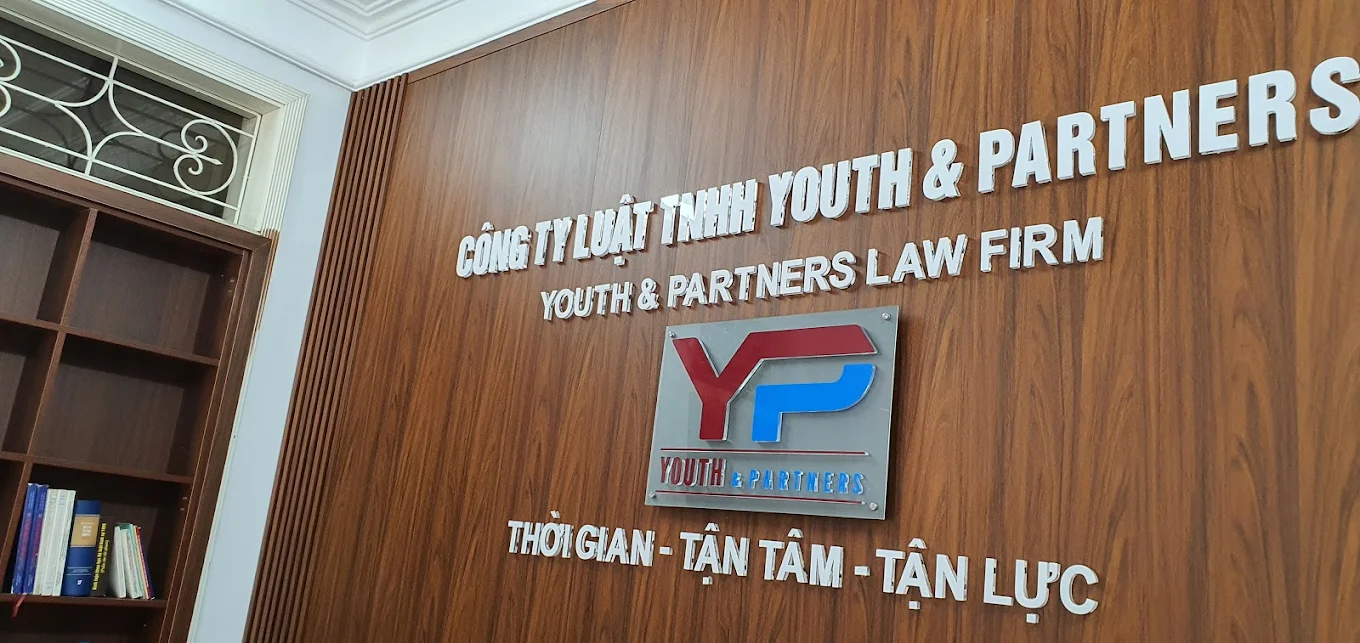 CÔNG TY LUẬT TNHH YOUTH & PARTNERS
YOUTH & PARTNERS LAW FIRM
YP
YOUTH & PARTNERS
THỜI GIAN - TẬN TÂM - TẬN LỰC